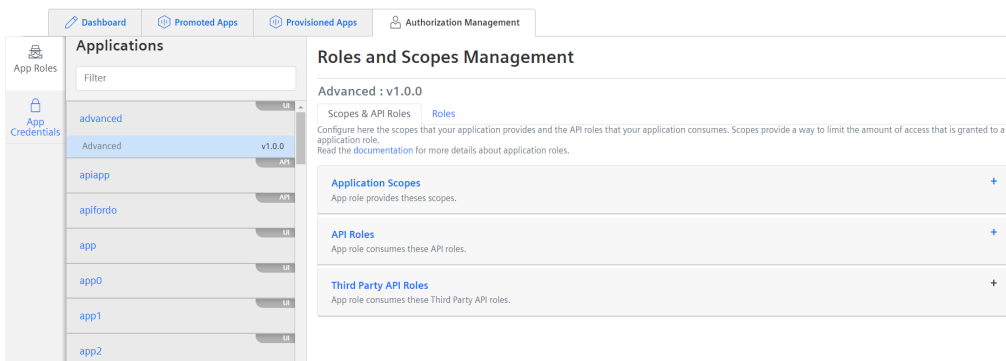 Dashboard
Promoted Apps
Provisioned Apps
Authorization Management
App Roles
App
Credentials
Applications
Filter
UI
advanced
Advanced v1.0.0
API
apiapp
API
apifordo
UI
app
UI
app0
UI
app1
UI
app2
Roles and Scopes Management
Advanced : v1.0.0
Scopes & API Roles
Roles
Configure here the scopes that your application provides and the API roles that your application consumes. Scopes provide a way to limit the amount of access that is granted to a
application role.
Read the documentation for more details about application roles.
Application Scopes +
App role provides theses scopes.
API Roles +
App role consumes these API roles.
Third Party API Roles +
App role consumes these Third Party API roles.